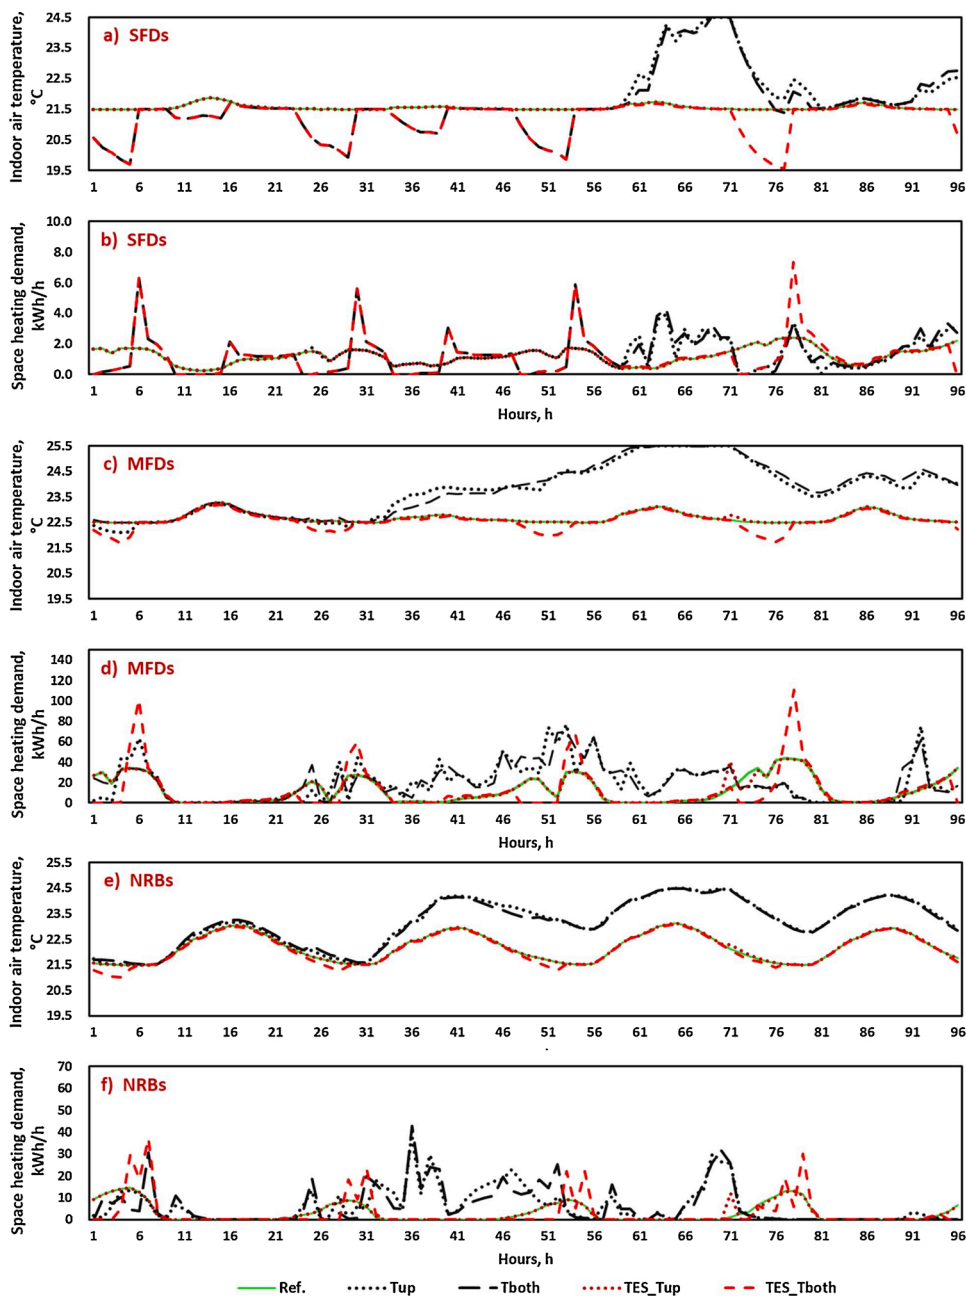 Indoor air temperature, °C
24.5
23.5
22.5
21.5
20.5
19.5
a) SFDs
1 6 11 16 21 26 31 36 41 46 51 56 61 66 71 76 81 86 91 96
Space heating demand, kWh/h
10.0
8.0
6.0
4.0
2.0
0.0
b) SFDs
1 6 11 16 21 26 31 36 41 46 51 56 61 66 71 76 81 86 91 96
Hours, h
Indoor air temperature, °C
25.5
24.5
23.5
22.5
21.5
20.5
19.5
c) MFDs
1 6 11 16 21 26 31 36 41 46 51 56 61 66 71 76 81 86 91 96
Space heating demand, kWh/h
140
120
100
80
60
40
20
0
d) MFDs
1 6 11 16 21 26 31 36 41 46 51 56 61 66 71 76 81 86 91 96
Hours, h
Indoor air temperature, °C
25.5
24.5
23.5
22.5
21.5
20.5
19.5
e) NRBs
1 6 11 16 21 26 31 36 41 46 51 56 61 66 71 76 81 86 91 96
Space heating demand, kWh/h
70
60
50
40
30
20
10
0
f) NRBs
1 6 11 16 21 26 31 36 41 46 51 56 61 66 71 76 81 86 91 96
Hours, h
Ref. Tup Tboth TES_Tup TES_Tboth